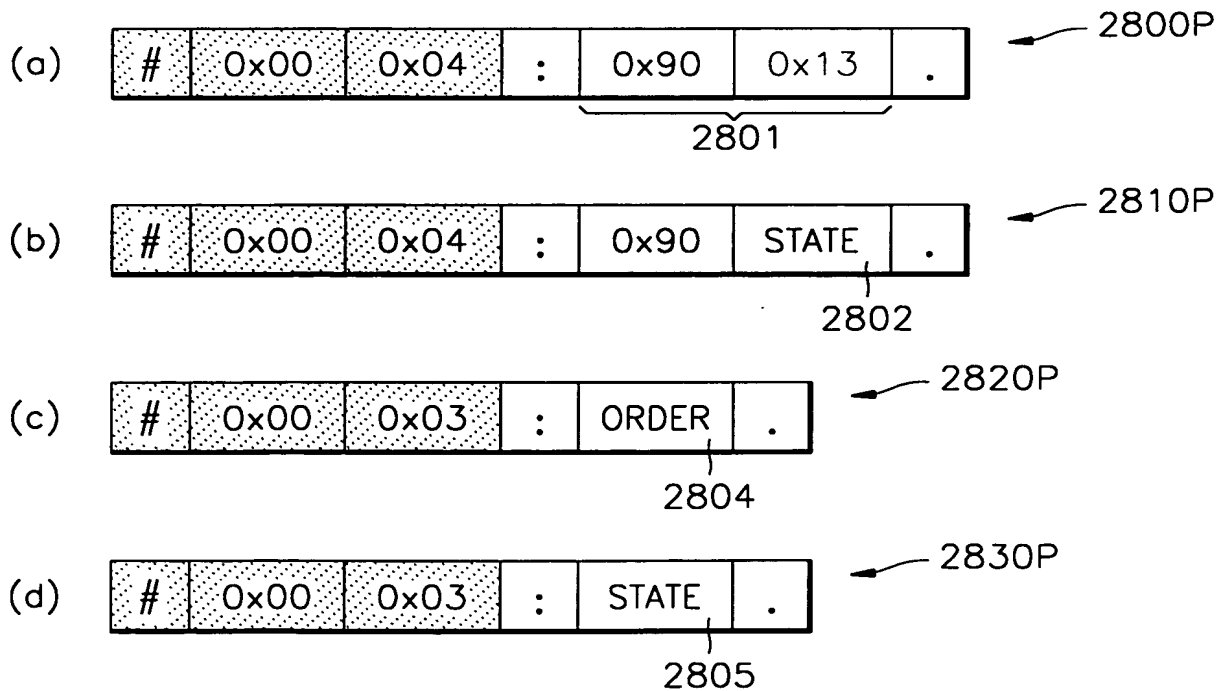 (a) # 0x00 0x04 : 0x90 0x13 . 2800P
2801
(b) # 0x00 0x04 : 0x90 STATE . 2810P
2802
(c) # 0x00 0x03 : ORDER . 2820P
2804
(d) # 0x00 0x03 : STATE . 2830P
2805